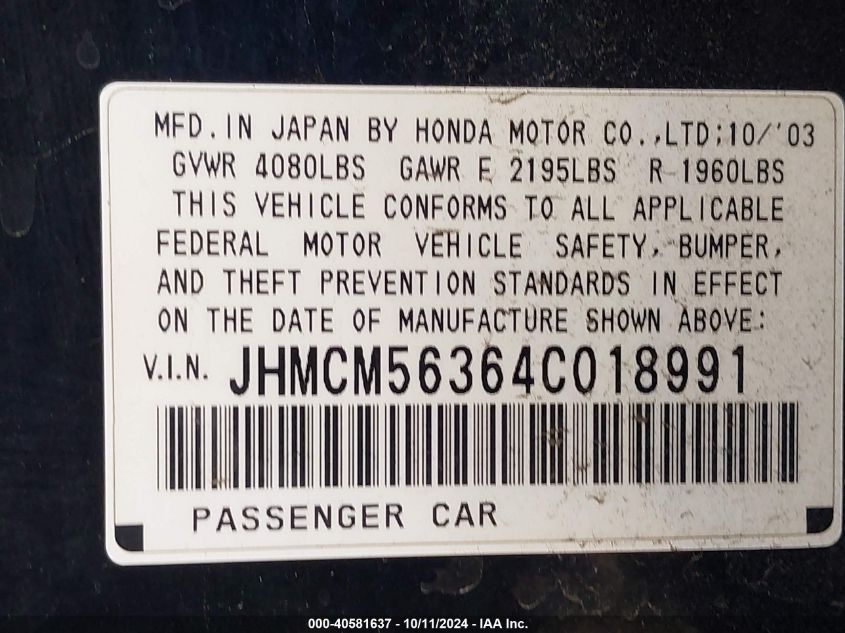 MFD.IN JAPAN BY HONDA MOTOR CO.,LTD;10/'03
GVWR 4080LBS GAWR F 2195LBS R 1960LBS
THIS VEHICLE CONFORMS TO ALL APPLICABLE
FEDERAL MOTOR VEHICLE SAFETY, BUMPER,
AND THEFT PREVENTION STANDARDS IN EFFECT
ON THE DATE OF MANUFACTURE SHOWN ABOVE:
V.I.N. JHMCM56364C018991
PASSENGER CAR
000-40581637 - 10/11/2024 - IAA Inc.